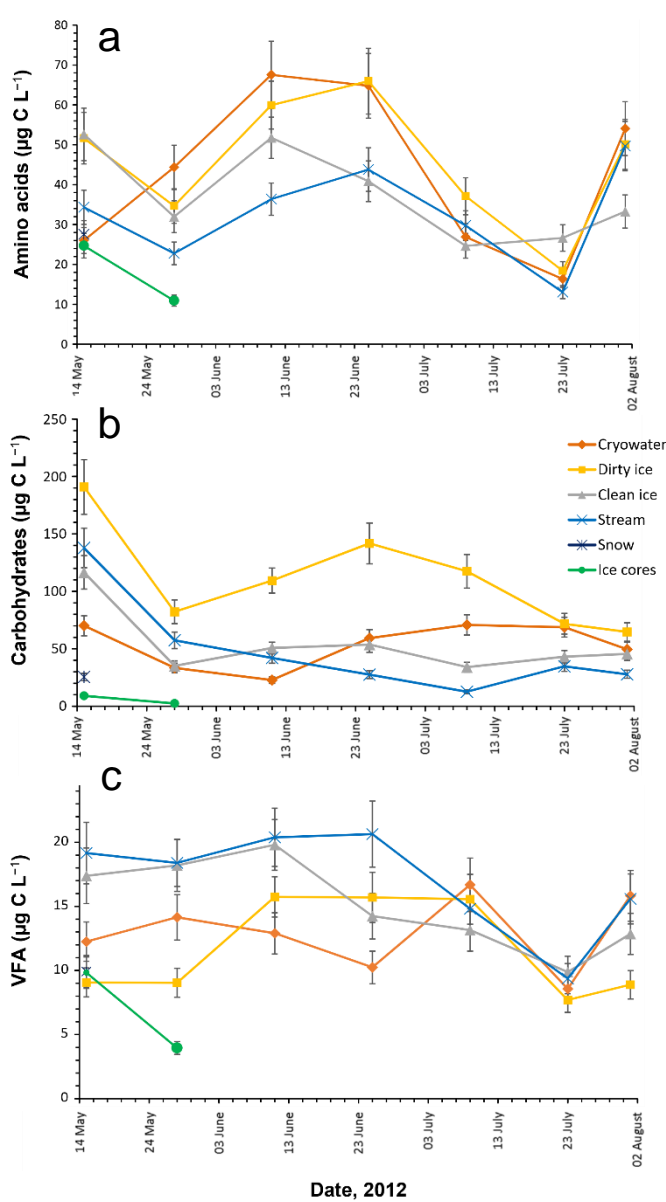 a
Amino acids (µg C L⁻¹)
80
70
60
50
40
30
20
10
0
14 May
24 May
03 June
13 June
23 June
03 July
13 July
23 July
02 August
b
Carbohydrates (µg C L⁻¹)
250
200
150
100
50
0
Cryowater
Dirty ice
Clean ice
Stream
Snow
Ice cores
14 May
24 May
03 June
13 June
23 June
03 July
13 July
23 July
02 August
c
VFA (µg C L⁻¹)
20
15
10
5
0
14 May
24 May
03 June
13 June
23 June
03 July
13 July
23 July
02 August
Date, 2012